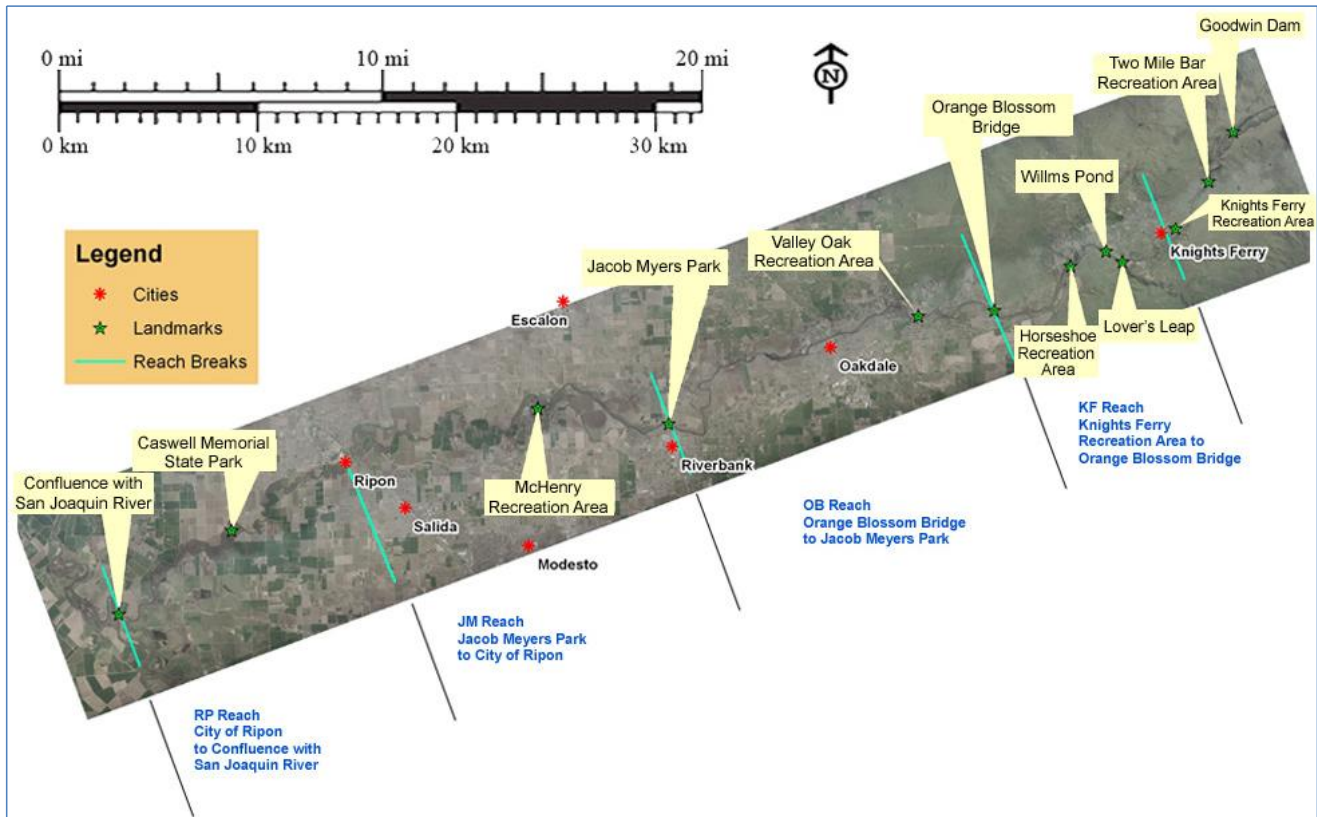 0 mi 10 mi 20 mi
0 km 10 km 20 km 30 km
N
Goodwin Dam
Two Mile Bar
Recreation Area
Orange Blossom
Bridge
Willms Pond
Knights Ferry
Recreation Area
Knights Ferry
Valley Oak
Recreation Area
Jacob Myers Park
Legend
Cities
Landmarks
Reach Breaks
Escalon
Oakdale
Horseshoe
Recreation
Area
Lover's Leap
Caswell Memorial
State Park
Confluence with
San Joaquin River
Ripon
Salida
McHenry
Recreation Area
Riverbank
Modesto
KF Reach
Knights Ferry
Recreation Area to
Orange Blossom Bridge
OB Reach
Orange Blossom Bridge
to Jacob Meyers Park
JM Reach
Jacob Meyers Park
to City of Ripon
RP Reach
City of Ripon
to Confluence with
San Joaquin River